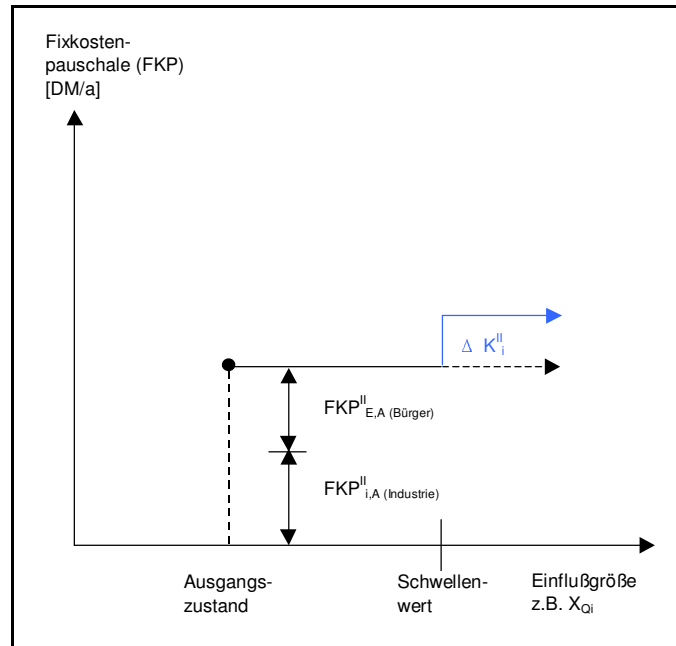 Fixkosten-
pauschale (FKP)
[DM/a]
Δ K^II_i
FKP^II_E,A (Bürger)
FKP^II_i,A (Industrie)
Ausgangs-
zustand
Schwellen-
wert
Einflußgröße
z.B. X_Qi